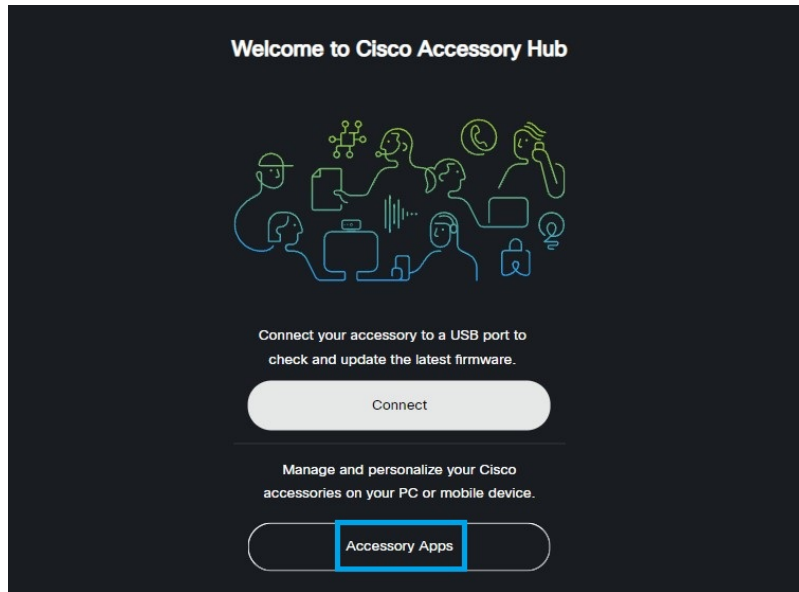 Welcome to Cisco Accessory Hub
Connect your accessory to a USB port to
check and update the latest firmware.
Connect
Manage and personalize your Cisco
accessories on your PC or mobile device.
Accessory Apps